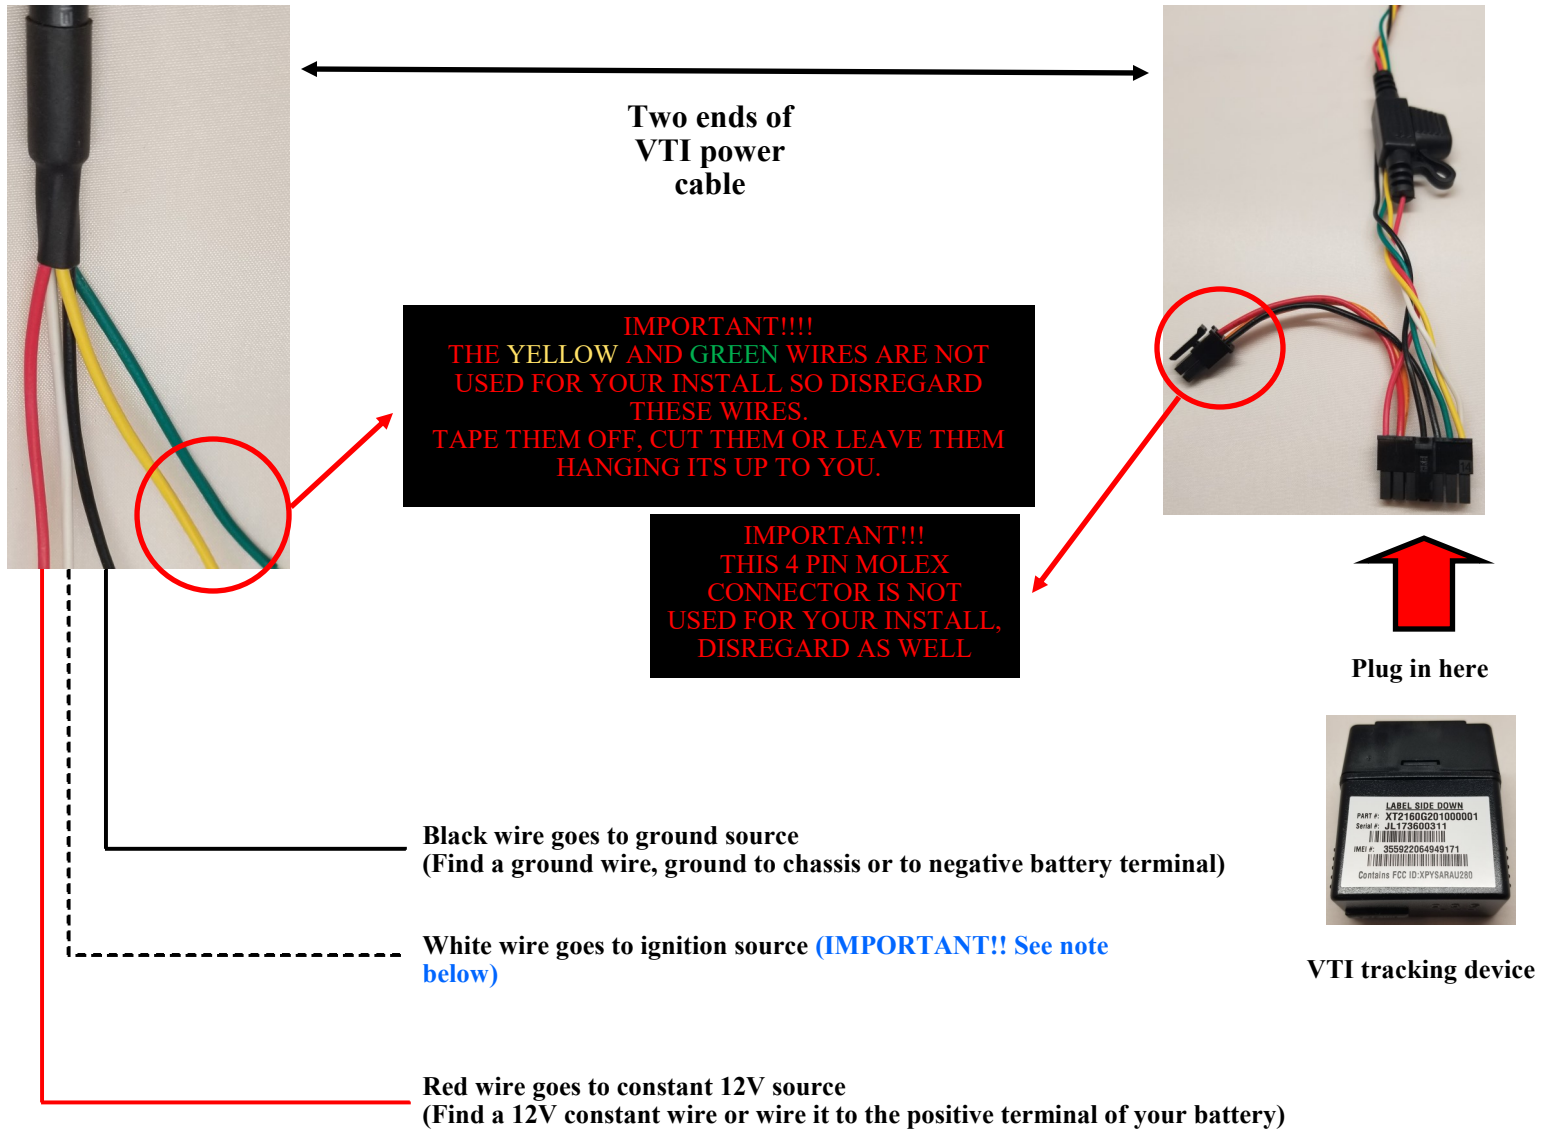 Two ends of
VTI power
cable
IMPORTANT!!!!
THE YELLOW AND GREEN WIRES ARE NOT
USED FOR YOUR INSTALL SO DISREGARD
THESE WIRES.
TAPE THEM OFF, CUT THEM OR LEAVE THEM
HANGING ITS UP TO YOU.
IMPORTANT!!!
THIS 4 PIN MOLEX
CONNECTOR IS NOT
USED FOR YOUR INSTALL,
DISREGARD AS WELL
Plug in here
LABEL SIDE DOWN
PART #: XT2160G201000001
Serial #: JL173600311
IMEI #: 355922064949171
Contains FCC ID:XPYSARAU280
VTI tracking device
Black wire goes to ground source
(Find a ground wire, ground to chassis or to negative battery terminal)
White wire goes to ignition source (IMPORTANT!! See note
below)
Red wire goes to constant 12V source
(Find a 12V constant wire or wire it to the positive terminal of your battery)